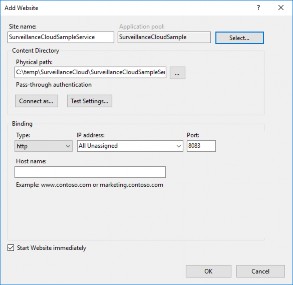 Add Website
? ×
Site name: Application pool:
SurveillanceCloudSampleService SurveillanceCloudSample Select...
Content Directory
Physical path:
C:\temp\SurveillanceCloud\SurveillanceCloudSampleSer ...
Pass-through authentication
Connect as... Test Settings...
Binding
Type: IP address: Port:
http All Unassigned 8083
Host name:
Example: www.contoso.com or marketing.contoso.com
Start Website immediately
OK Cancel